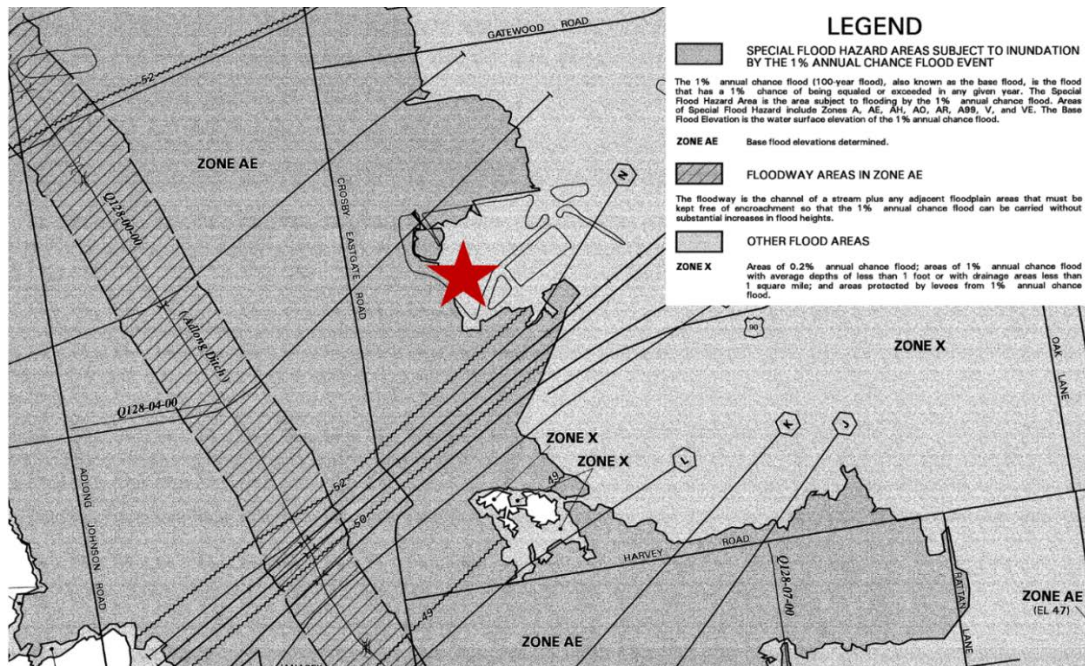 LEGEND
SPECIAL FLOOD HAZARD AREAS SUBJECT TO INUNDATION
BY THE 1% ANNUAL CHANCE FLOOD EVENT
The 1% annual chance flood (100-year flood), also known as the base flood, is the flood
that has a 1% chance of being equaled or exceeded in any given year. The Special
Flood Hazard Area is the area subject to flooding by the 1% annual chance flood. Areas
of Special Flood Hazard include Zones A, AE, AH, AO, AR, A99, V, and VE. The Base
Flood Elevation is the water surface elevation of the 1% annual chance flood.
ZONE AE Base flood elevations determined.
FLOODWAY AREAS IN ZONE AE
The floodway is the channel of a stream plus any adjacent floodplain areas that must be
kept free of encroachment so that the 1% annual chance flood can be carried without
substantial increases in flood heights.
OTHER FLOOD AREAS
ZONE X Areas of 0.2% annual chance flood; areas of 1% annual chance flood
with average depths of less than 1 foot or with drainage areas less than
1 square mile; and areas protected by levees from 1% annual chance
flood.
GATEWOOD ROAD
52
ZONE AE
N
CROSBY EASTGATE ROAD
Q128-00-00
(Adlong Ditch)
90
ZONE X
OAK LANE
Q128-04-00
K
J
ZONE X
ZONE X
L
49
52
50
ADLONG JOHNSON ROAD
HARVEY ROAD
Q128-07-00
RATTAN LANE
ZONE AE
(EL 47)
49
ZONE AE